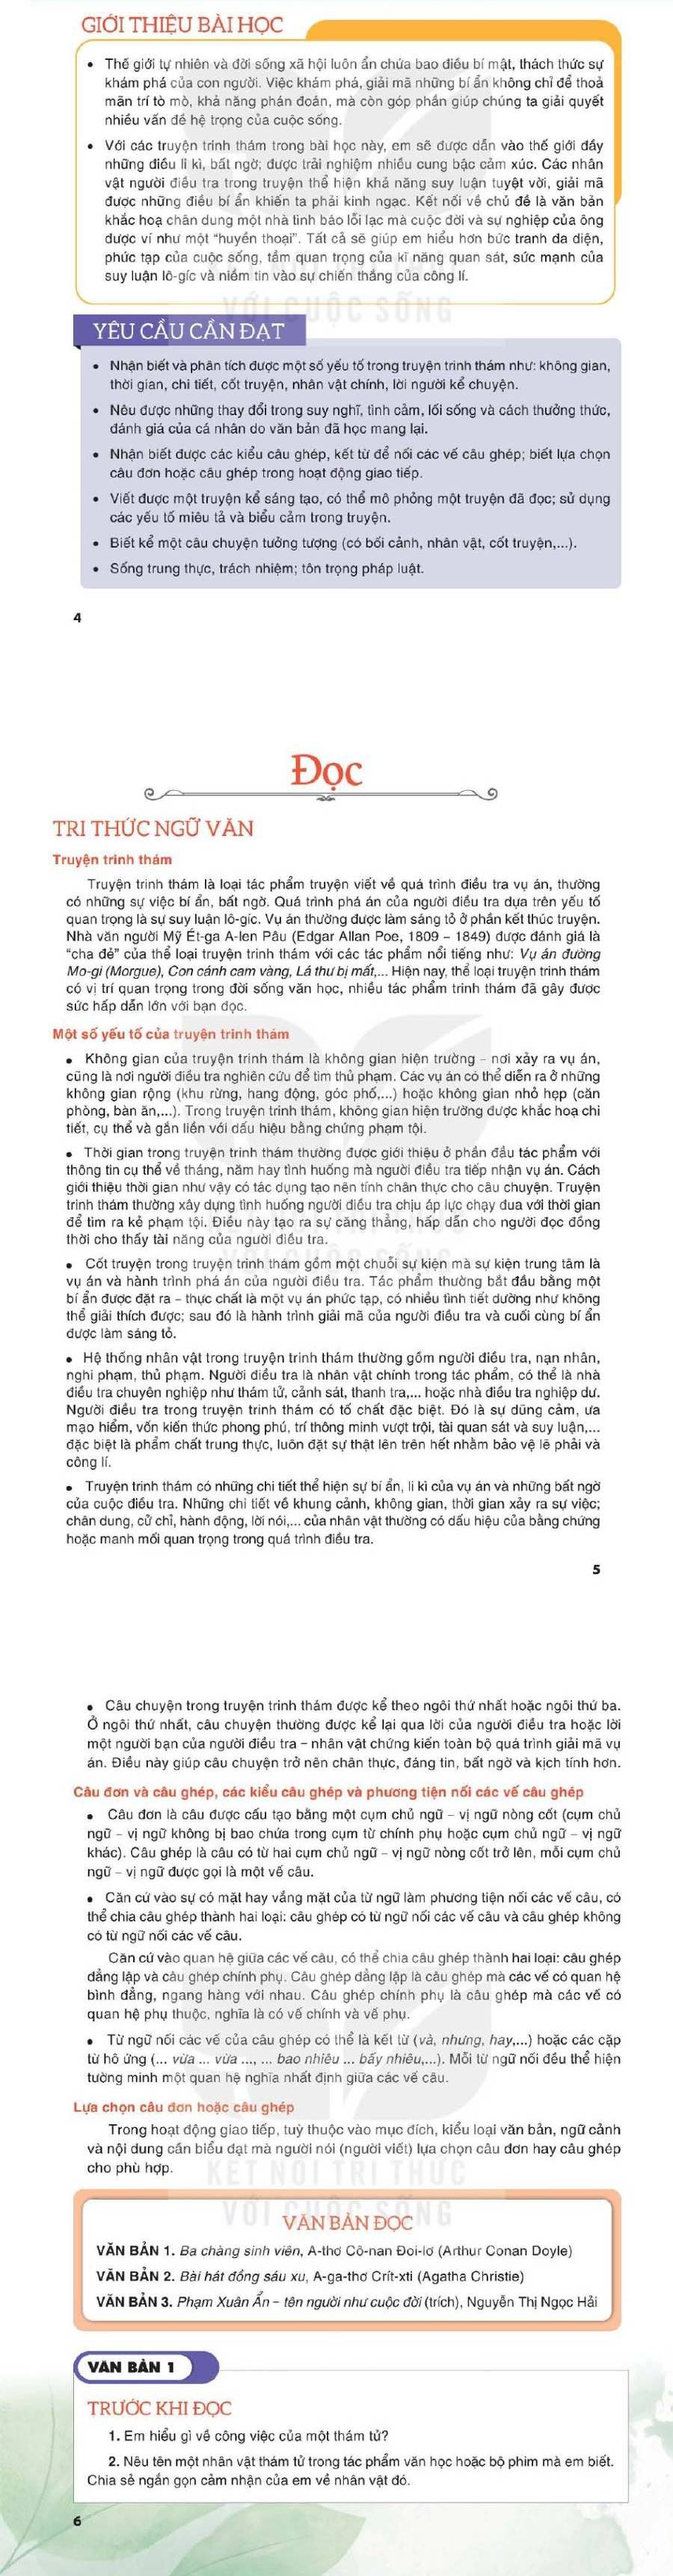 GIỚI THIỆU BÀI HỌC
• Thế giới tự nhiên và đời sống xã hội luôn ẩn chứa bao điều bí mật, thách thức sự
khám phá của con người. Việc khám phá, giải mã những bí ẩn không chỉ để thoả
mãn trí tò mò, khả năng phán đoán, mà còn góp phần giúp chúng ta giải quyết
nhiều vấn đề hệ trọng của cuộc sống.
• Với các truyện trinh thám trong bài học này, em sẽ được dẫn vào thế giới đầy
những điều li kì, bất ngờ; được trải nghiệm nhiều cung bậc cảm xúc. Các nhân
vật người điều tra trong truyện thể hiện khả năng suy luận tuyệt vời, giải mã
được những điều bí ẩn khiến ta phải kinh ngạc. Kết nối về chủ đề là văn bản
khắc hoạ chân dung một nhà tình báo lỗi lạc mà cuộc đời và sự nghiệp của ông
được ví như một "huyền thoại". Tất cả sẽ giúp em hiểu hơn bức tranh đa diện,
phức tạp của cuộc sống, tầm quan trọng của kĩ năng quan sát, sức mạnh của
suy luận lô-gíc và niềm tin vào sự chiến thắng của công lí.
VỚI CUỘC SỐNG
YÊU CẦU CẦN ĐẠT
• Nhận biết và phân tích được một số yếu tố trong truyện trinh thám như: không gian,
thời gian, chi tiết, cốt truyện, nhân vật chính, lời người kể chuyện.
• Nêu được những thay đổi trong suy nghĩ, tình cảm, lối sống và cách thưởng thức,
đánh giá của cá nhân do văn bản đã học mang lại.
• Nhận biết được các kiểu câu ghép, kết từ để nối các vế câu ghép; biết lựa chọn
câu đơn hoặc câu ghép trong hoạt động giao tiếp.
• Viết được một truyện kể sáng tạo, có thể mô phỏng một truyện đã đọc; sử dụng
các yếu tố miêu tả và biểu cảm trong truyện.
• Biết kể một câu chuyện tưởng tượng (có bối cảnh, nhân vật, cốt truyện,...).
• Sống trung thực, trách nhiệm; tôn trọng pháp luật.
4
Đọc
TRI THỨC NGỮ VĂN
Truyện trinh thám
Truyện trinh thám là loại tác phẩm truyện viết về quá trình điều tra vụ án, thường
có những sự việc bí ẩn, bất ngờ. Quá trình phá án của người điều tra dựa trên yếu tố
quan trọng là sự suy luận lô-gíc. Vụ án thường được làm sáng tỏ ở phần kết thúc truyện.
Nhà văn người Mỹ Ét-ga A-len Pâu (Edgar Allan Poe, 1809 – 1849) được đánh giá là
"cha đẻ" của thể loại truyện trinh thám với các tác phẩm nổi tiếng như: Vụ án đường
Mo-gi (Morgue), Con cánh cam vàng, Lá thư bị mất,... Hiện nay, thể loại truyện trinh thám
có vị trí quan trọng trong đời sống văn học, nhiều tác phẩm trinh thám đã gây được
sức hấp dẫn lớn với bạn đọc.
Một số yếu tố của truyện trinh thám
• Không gian của truyện trinh thám là không gian hiện trường – nơi xảy ra vụ án,
cũng là nơi người điều tra nghiên cứu để tìm thủ phạm. Các vụ án có thể diễn ra ở những
không gian rộng (khu rừng, hang động, góc phố,...) hoặc không gian nhỏ hẹp (căn
phòng, bàn ăn,...). Trong truyện trinh thám, không gian hiện trường được khắc hoạ chi
tiết, cụ thể và gắn liền với dấu hiệu bằng chứng phạm tội.
• Thời gian trong truyện trinh thám thường được giới thiệu ở phần đầu tác phẩm với
thông tin cụ thể về tháng, năm hay tình huống mà người điều tra tiếp nhận vụ án. Cách
giới thiệu thời gian như vậy có tác dụng tạo nên tính chân thực cho câu chuyện. Truyện
trinh thám thường xây dựng tình huống người điều tra chịu áp lực chạy đua với thời gian
để tìm ra kẻ phạm tội. Điều này tạo ra sự căng thẳng, hấp dẫn cho người đọc đồng
thời cho thấy tài năng của người điều tra.
• Cốt truyện trong truyện trinh thám gồm một chuỗi sự kiện mà sự kiện trung tâm là
vụ án và hành trình phá án của người điều tra. Tác phẩm thường bắt đầu bằng một
bí ẩn được đặt ra – thực chất là một vụ án phức tạp, có nhiều tình tiết dường như không
thể giải thích được; sau đó là hành trình giải mã của người điều tra và cuối cùng bí ẩn
được làm sáng tỏ.
• Hệ thống nhân vật trong truyện trinh thám thường gồm người điều tra, nạn nhân,
nghi phạm, thủ phạm. Người điều tra là nhân vật chính trong tác phẩm, có thể là nhà
điều tra chuyên nghiệp như thám tử, cảnh sát, thanh tra,... hoặc nhà điều tra nghiệp dư.
Người điều tra trong truyện trinh thám có tố chất đặc biệt. Đó là sự dũng cảm, ưa
mạo hiểm, vốn kiến thức phong phú, trí thông minh vượt trội, tài quan sát và suy luận,...
đặc biệt là phẩm chất trung thực, luôn đặt sự thật lên trên hết nhằm bảo vệ lẽ phải và
công lí.
• Truyện trinh thám có những chi tiết thể hiện sự bí ẩn, li kì của vụ án và những bất ngờ
của cuộc điều tra. Những chi tiết về khung cảnh, không gian, thời gian xảy ra sự việc;
chân dung, cử chỉ, hành động, lời nói,... của nhân vật thường có dấu hiệu của bằng chứng
hoặc manh mối quan trọng trong quá trình điều tra.
5
• Câu chuyện trong truyện trinh thám được kể theo ngôi thứ nhất hoặc ngôi thứ ba.
Ở ngôi thứ nhất, câu chuyện thường được kể lại qua lời của người điều tra hoặc lời
một người bạn của người điều tra – nhân vật chứng kiến toàn bộ quá trình giải mã vụ
án. Điều này giúp câu chuyện trở nên chân thực, đáng tin, bất ngờ và kịch tính hơn.
Câu đơn và câu ghép, các kiểu câu ghép và phương tiện nối các vế câu ghép
• Câu đơn là câu được cấu tạo bằng một cụm chủ ngữ – vị ngữ nòng cốt (cụm chủ
ngữ – vị ngữ không bị bao chứa trong cụm từ chính phụ hoặc cụm chủ ngữ – vị ngữ
khác). Câu ghép là câu có từ hai cụm chủ ngữ – vị ngữ nòng cốt trở lên, mỗi cụm chủ
ngữ – vị ngữ được gọi là một vế câu.
• Căn cứ vào sự có mặt hay vắng mặt của từ ngữ làm phương tiện nối các vế câu, có
thể chia câu ghép thành hai loại: câu ghép có từ ngữ nối các vế câu và câu ghép không
có từ ngữ nối các vế câu.
Căn cứ vào quan hệ giữa các vế câu, có thể chia câu ghép thành hai loại: câu ghép
đẳng lập và câu ghép chính phụ. Câu ghép đẳng lập là câu ghép mà các vế có quan hệ
bình đẳng, ngang hàng với nhau. Câu ghép chính phụ là câu ghép mà các vế có
quan hệ phụ thuộc, nghĩa là có vế chính và vế phụ.
• Từ ngữ nối các vế của câu ghép có thể là kết từ (và, nhưng, hay,...) hoặc các cặp
từ hô ứng (... vừa ... vừa ..., ... bao nhiêu ... bấy nhiêu,...). Mỗi từ ngữ nối đều thể hiện
tường minh một quan hệ nghĩa nhất định giữa các vế câu.
Lựa chọn câu đơn hoặc câu ghép
Trong hoạt động giao tiếp, tuỳ thuộc vào mục đích, kiểu loại văn bản, ngữ cảnh
và nội dung cần biểu đạt mà người nói (người viết) lựa chọn câu đơn hay câu ghép
cho phù hợp.
KẾT NỐI TRI THỨC
VỚI CUỘC SỐNG
VĂN BẢN ĐỌC
VĂN BẢN 1. Ba chàng sinh viên, A-thơ Cô-nan Đoi-lơ (Arthur Conan Doyle)
VĂN BẢN 2. Bài hát đồng sáu xu, A-ga-thơ Crít-xti (Agatha Christie)
VĂN BẢN 3. Phạm Xuân Ẩn – tên người như cuộc đời (trích), Nguyễn Thị Ngọc Hải
VĂN BẢN 1
TRƯỚC KHI ĐỌC
1. Em hiểu gì về công việc của một thám tử?
2. Nêu tên một nhân vật thám tử trong tác phẩm văn học hoặc bộ phim mà em biết.
Chia sẻ ngắn gọn cảm nhận của em về nhân vật đó.
6